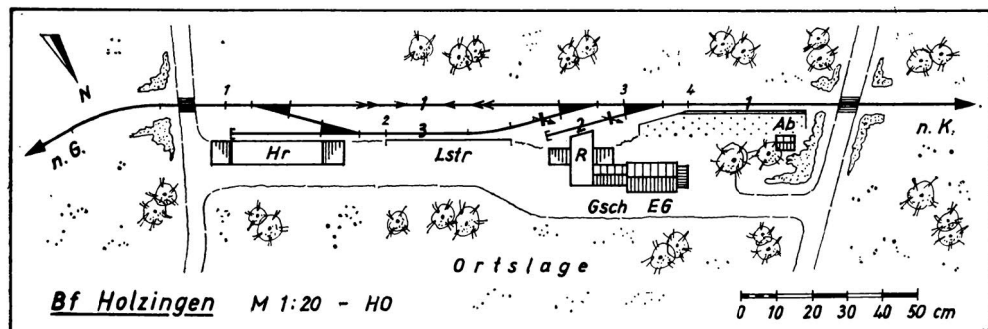 N
1 1 3 4 1
2 3 2 Ab
n. G. n. K.
Hr Lstr R
Gsch EG
Ortslage
Bf Holzingen M 1:20 - H0
0 10 20 30 40 50 cm